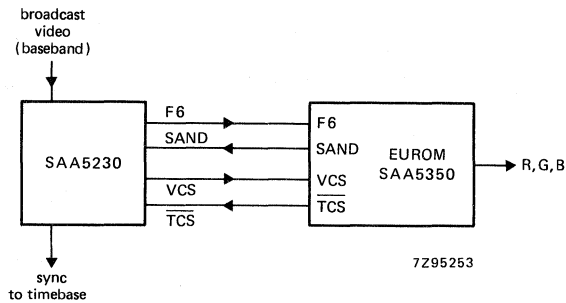 broadcast
video
(baseband)
F6
SAND
SAA5230
VCS
TCS
F6
SAND
EUROM
SAA5350
VCS
TCS
R,G,B
sync
to timebase
7Z95253